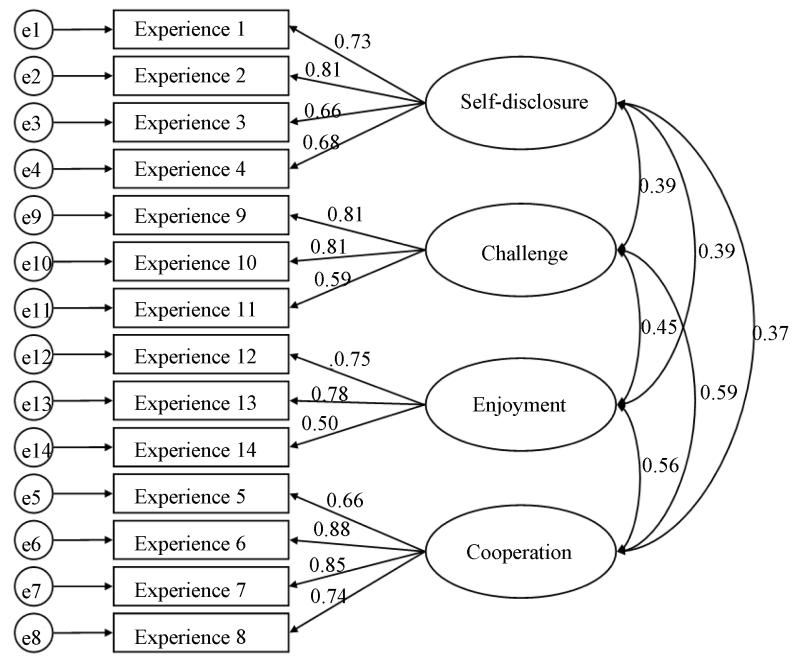 e1 Experience 1
0.73
e2 Experience 2
0.81
Self-disclosure
e3 Experience 3
0.66
e4 Experience 4
0.68
0.39
e9 Experience 9
0.81
e10 Experience 10
0.81
Challenge
0.39
e11 Experience 11
0.59
0.45
0.37
e12 Experience 12
.0.75
e13 Experience 13
0.78
Enjoyment
0.59
e14 Experience 14
0.50
0.56
e5 Experience 5
0.66
e6 Experience 6
0.88
Cooperation
e7 Experience 7
0.85
e8 Experience 8
0.74